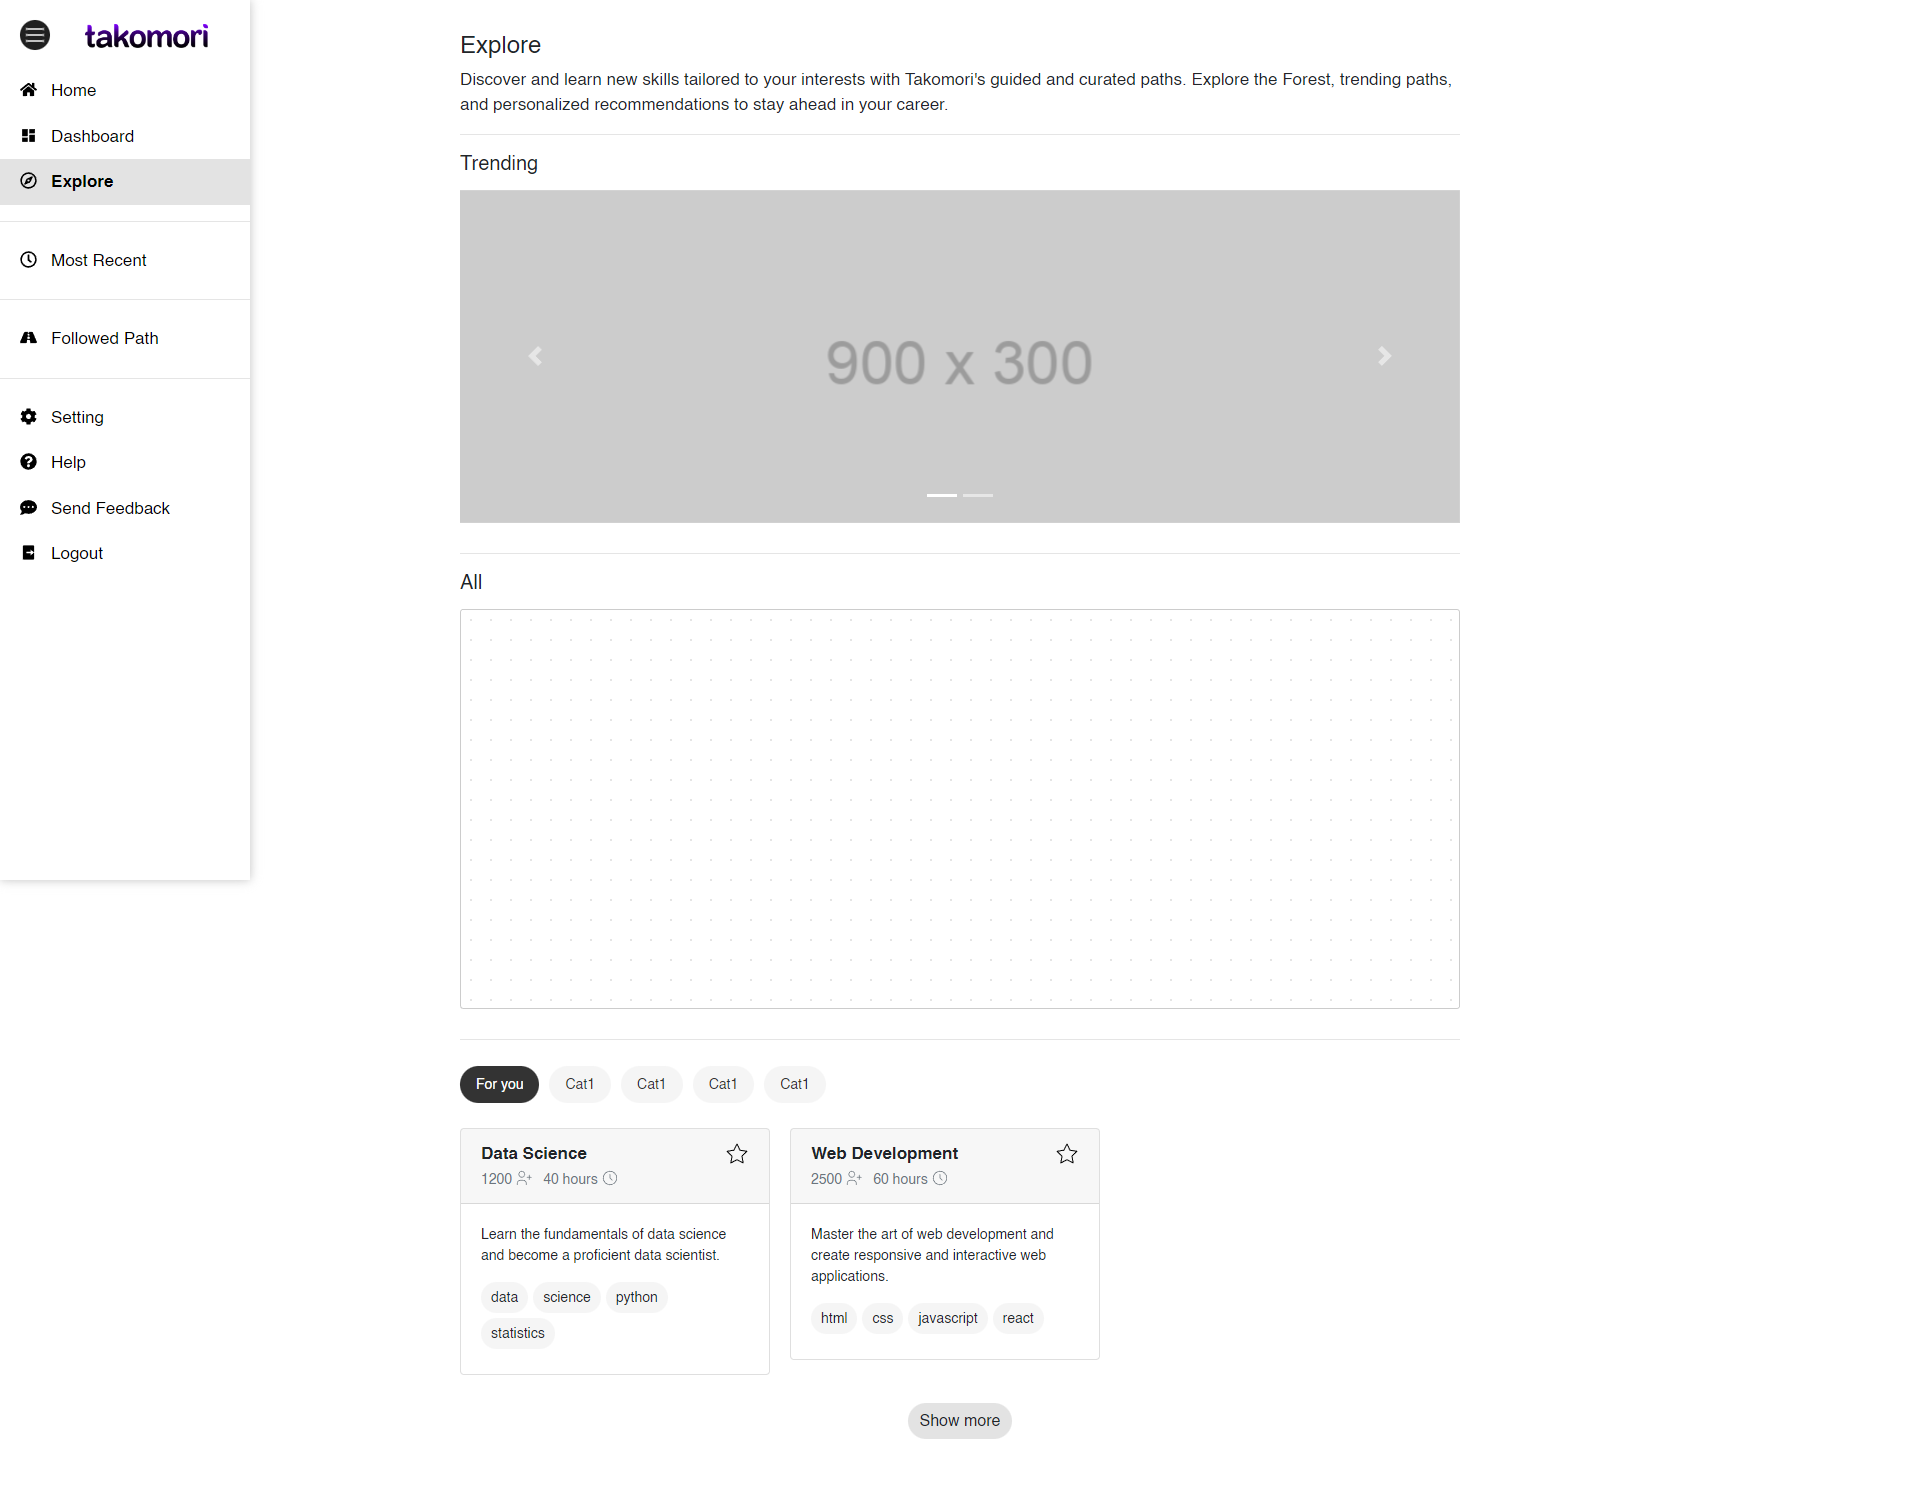 takomori
Home
Dashboard
Explore
Most Recent
Followed Path
Setting
Help
Send Feedback
Logout
Explore
Discover and learn new skills tailored to your interests with Takomori's guided and curated paths. Explore the Forest, trending paths,
and personalized recommendations to stay ahead in your career.
Trending
900 x 300
All
For you
Cat1
Cat1
Cat1
Cat1
Data Science
1200 40 hours
Learn the fundamentals of data science
and become a proficient data scientist.
data science python
statistics
Web Development
2500 60 hours
Master the art of web development and
create responsive and interactive web
applications.
html css javascript react
Show more